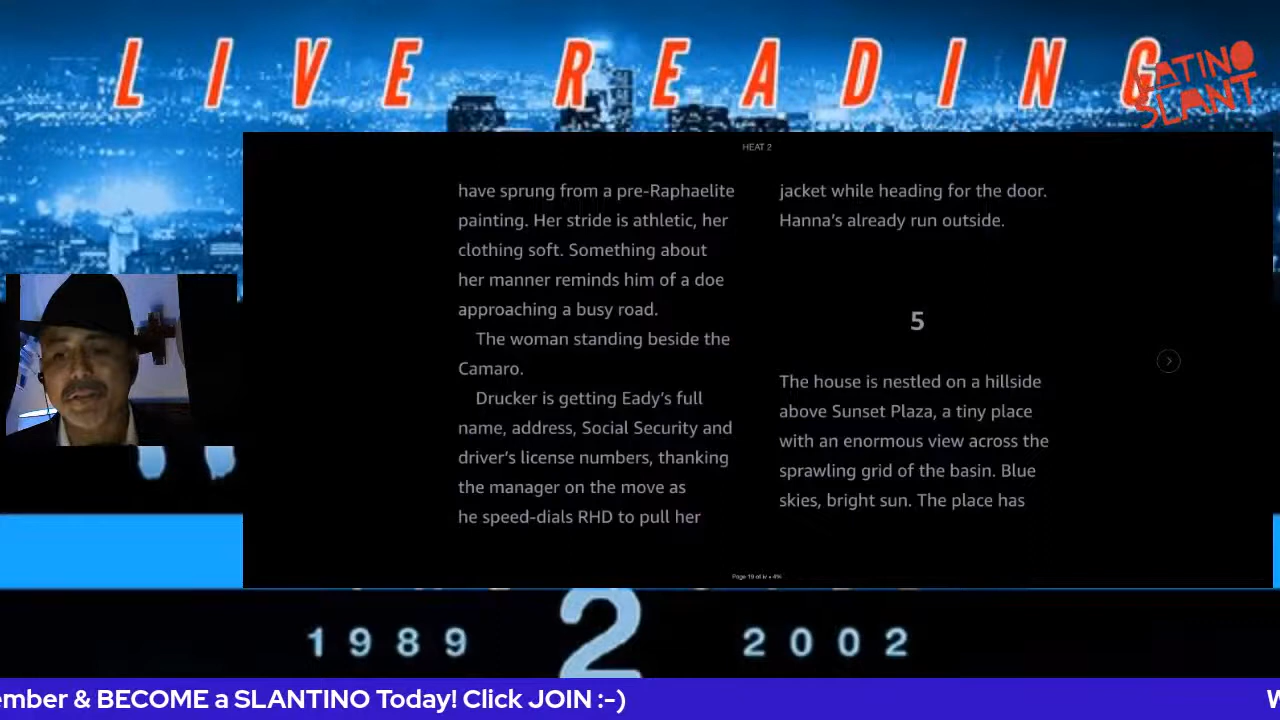 LIVE READING
LATINO
SLANT
HEAT 2
have sprung from a pre-Raphaelite
painting. Her stride is athletic, her
clothing soft. Something about
her manner reminds him of a doe
approaching a busy road.
The woman standing beside the
Camaro.
Drucker is getting Eady’s full
name, address, Social Security and
driver’s license numbers, thanking
the manager on the move as
he speed-dials RHD to pull her
jacket while heading for the door.
Hanna’s already run outside.
5
The house is nestled on a hillside
above Sunset Plaza, a tiny place
with an enormous view across the
sprawling grid of the basin. Blue
skies, bright sun. The place has
1989 2 2002
ember & BECOME a SLANTINO Today! Click JOIN :-)
W